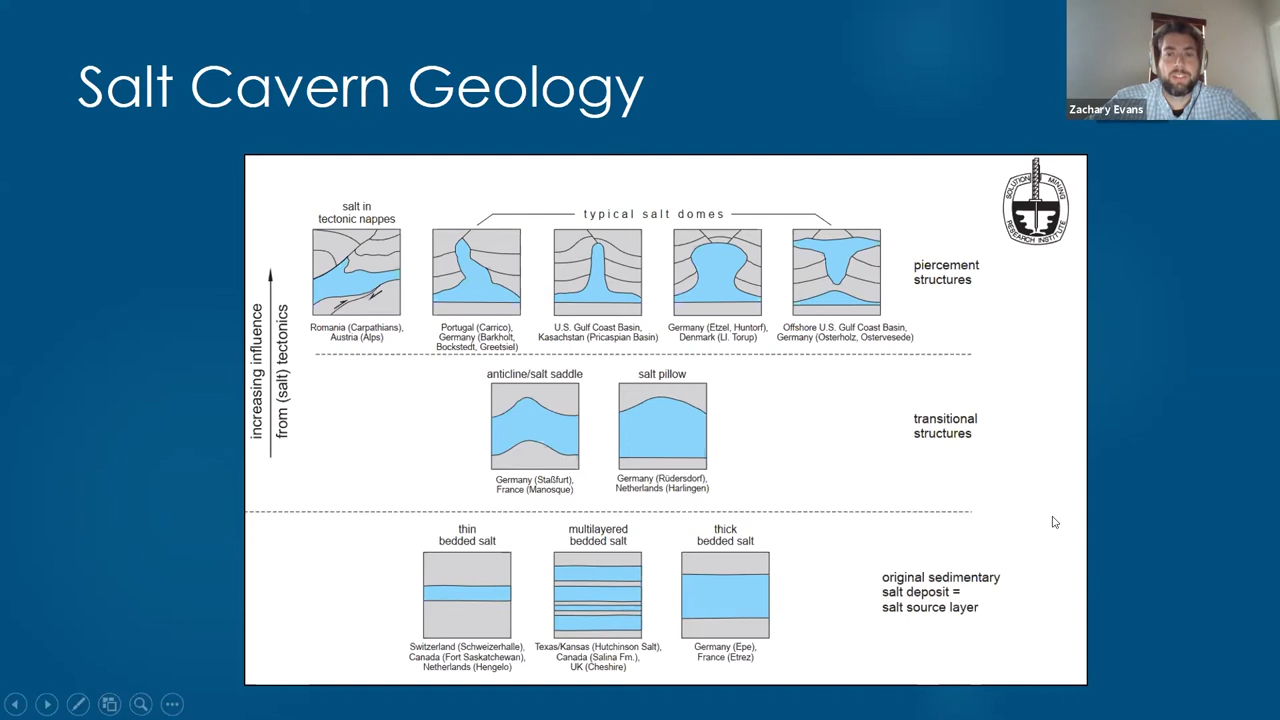 Salt Cavern Geology
Zachary Evans
SOLUTION MINING
RESEARCH INSTITUTE
salt in
tectonic nappes
typical salt domes
Romania (Carpathians),
Austria (Alps)
Portugal (Carrico),
Germany (Barkholt,
Bockstedt, Greetsiel)
U.S. Gulf Coast Basin,
Kasachstan (Pricaspian Basin)
Germany (Etzel, Huntorf),
Denmark (Ll. Torup)
Offshore U.S. Gulf Coast Basin,
Germany (Osterholz, Ostervesede)
piercement
structures
increasing influence
from (salt) tectonics
anticline/salt saddle
salt pillow
Germany (Staßfurt),
France (Manosque)
Germany (Rüdersdorf),
Netherlands (Harlingen)
transitional
structures
thin
bedded salt
multilayered
bedded salt
thick
bedded salt
Switzerland (Schweizerhalle),
Canada (Fort Saskatchewan),
Netherlands (Hengelo)
Texas/Kansas (Hutchinson Salt),
Canada (Salina Fm.),
UK (Cheshire)
Germany (Epe),
France (Etrez)
original sedimentary
salt deposit =
salt source layer